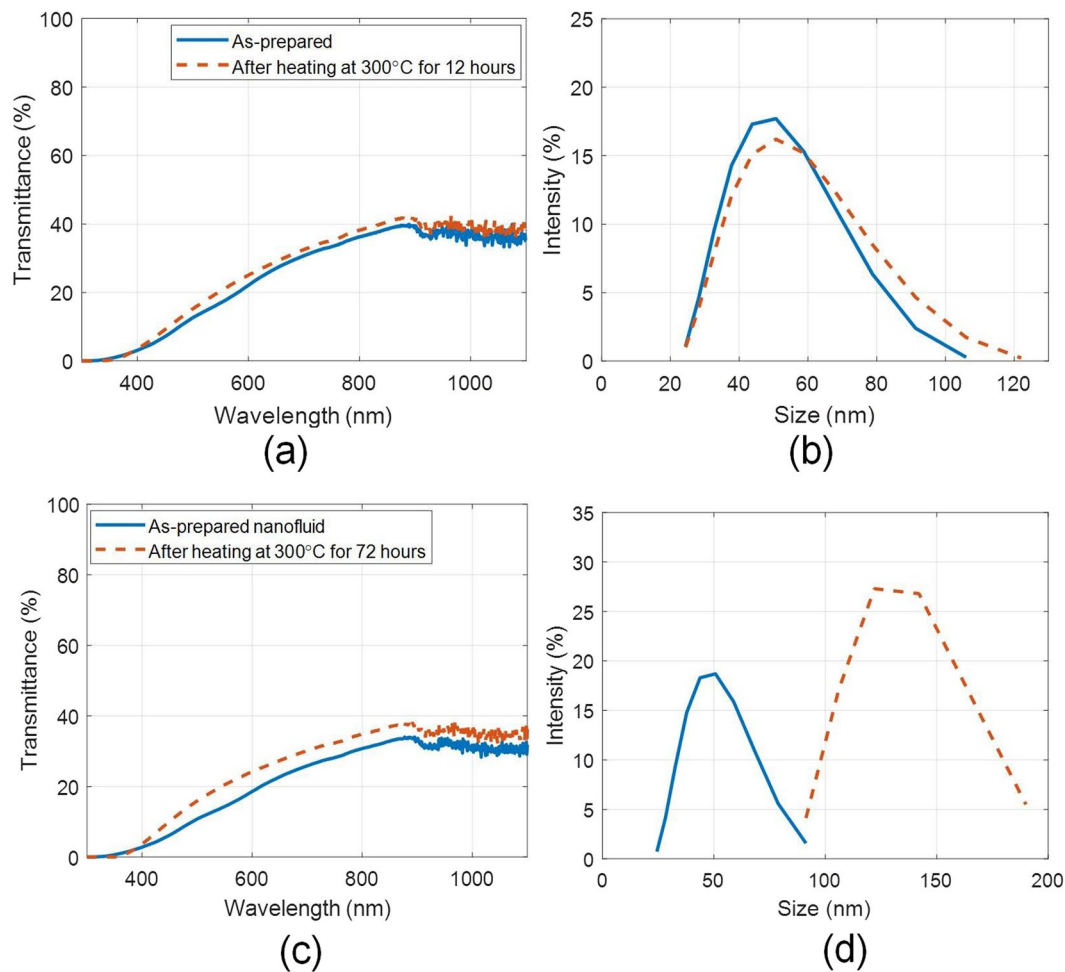 100
80
60
40
20
0
Transmittance (%)
As-prepared
After heating at 300°C for 12 hours
400 600 800 1000
Wavelength (nm)
(a)
25
20
15
10
5
0
Intensity (%)
0 20 40 60 80 100 120
Size (nm)
(b)
100
80
60
40
20
0
Transmittance (%)
As-prepared nanofluid
After heating at 300°C for 72 hours
400 600 800 1000
Wavelength (nm)
(c)
35
30
25
20
15
10
5
0
Intensity (%)
0 50 100 150 200
Size (nm)
(d)